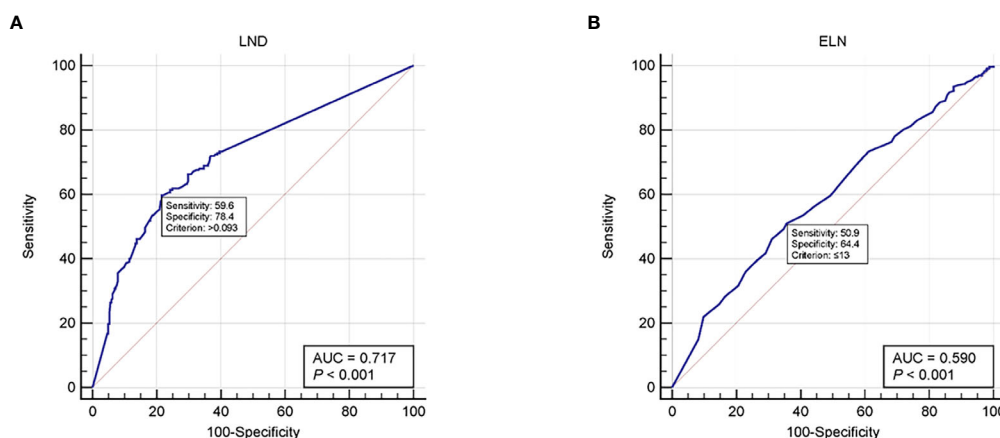 A
LND
100
80
60
40
20
0
Sensitivity
Sensitivity: 59.6
Specificity: 78.4
Criterion: >0.093
AUC = 0.717
P < 0.001
0 20 40 60 80 100
100-Specificity
B
ELN
100
80
60
40
20
0
Sensitivity
Sensitivity: 50.9
Specificity: 64.4
Criterion: ≤13
AUC = 0.590
P < 0.001
0 20 40 60 80 100
100-Specificity